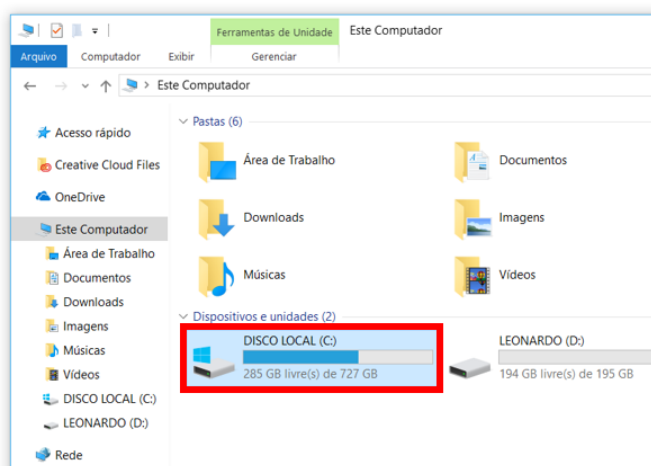 Ferramentas de Unidade
Este Computador
Arquivo
Computador
Exibir
Gerenciar
Este Computador
Acesso rápido
Creative Cloud Files
OneDrive
Este Computador
Área de Trabalho
Documentos
Downloads
Imagens
Músicas
Vídeos
DISCO LOCAL (C:)
LEONARDO (D:)
Rede
Pastas (6)
Área de Trabalho
Documentos
Downloads
Imagens
Músicas
Vídeos
Dispositivos e unidades (2)
DISCO LOCAL (C:)
285 GB livre(s) de 727 GB
LEONARDO (D:)
194 GB livre(s) de 195 GB